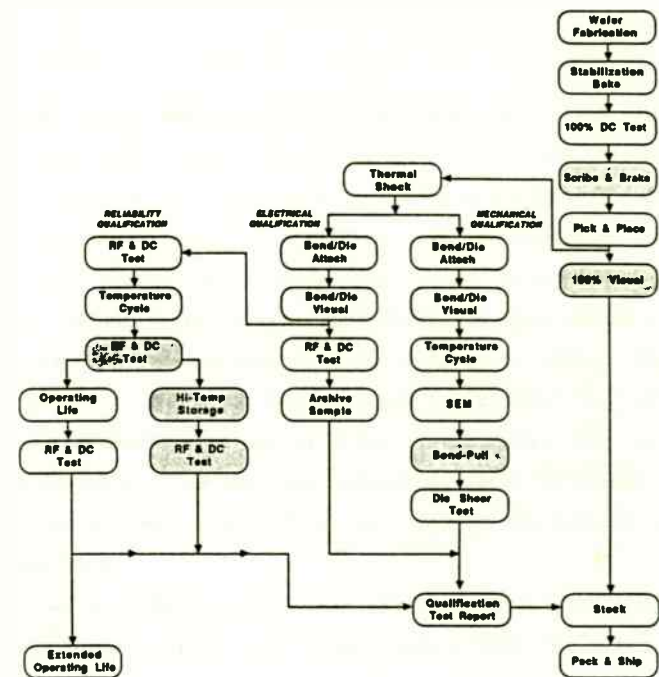 Wafer
Fabrication
Stabilization
Bake
100% DC Test
Scribe & Brake
Pick & Place
100% Visual
Thermal
Shock
RELIABILITY
QUALIFICATION
ELECTRICAL
QUALIFICATION
MECHANICAL
QUALIFICATION
RF & DC
Test
Bond/Die
Attach
Bond/Die
Attach
Temperature
Cycle
Bond/Die
Visual
Bond/Die
Visual
RF & DC
Test
RF & DC
Test
Temperature
Cycle
Operating
Life
Hi-Temp
Storage
Archive
Sample
SEM
RF & DC
Test
RF & DC
Test
Bond-Pull
Die Shear
Test
Qualification
Test Report
Stock
Extended
Operating Life
Pack & Ship